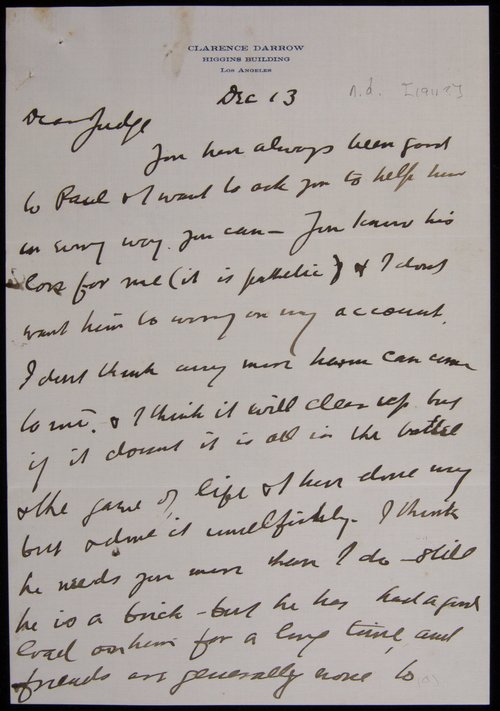 CLARENCE DARROW
HIGGINS BUILDING
LOS ANGELES
Dec 13
n.d. [1911?]
Dear Judge
You have always been good
to Paul & I want to ask you to help him
in every way you can - You know his
love for me (it is pathetic) & I dont
want him to worry on my account.
I dont think any more harm can come
to me. & I think it will clear up but
if it doesnt it is all in the battle
& the game of life & I have done my
best & done it unselfishly. I think
he needs you more than I do - still
he is a brick - but he has had a good
load on him for a long time and
friends are generally none to